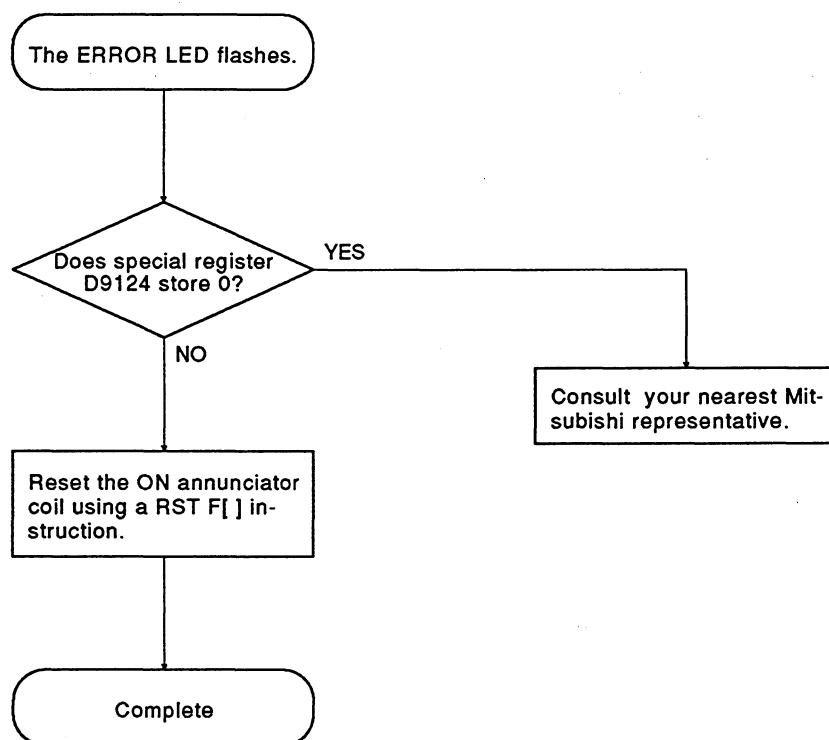 The ERROR LED flashes.
Does special register
D9124 store 0?
YES
NO
Consult your nearest Mit-
subishi representative.
Reset the ON annunciator
coil using a RST F[ ] in-
struction.
Complete